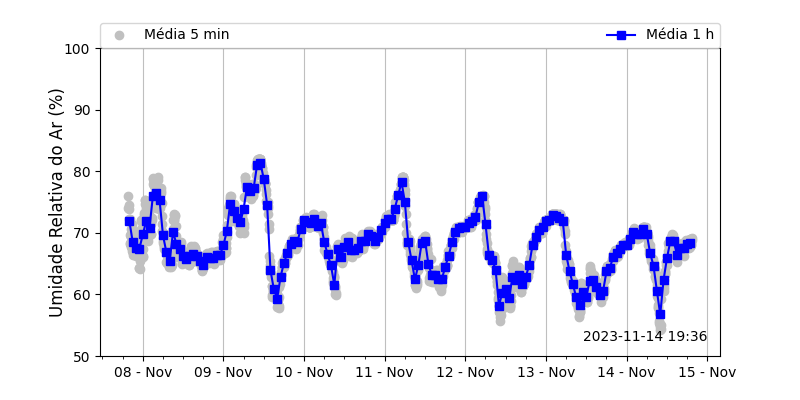 Média 5 min Média 1 h
Umidade Relativa do Ar (%)
100
90
80
70
60
50
2023-11-14 19:36
08 - Nov 09 - Nov 10 - Nov 11 - Nov 12 - Nov 13 - Nov 14 - Nov 15 - Nov